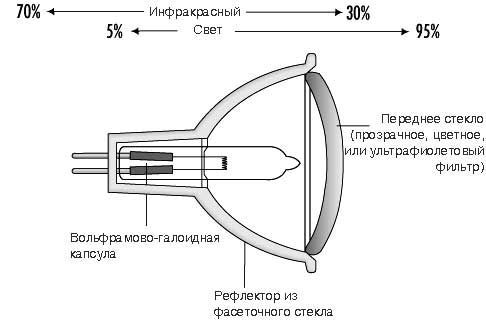 70% Инфракрасный 30%
5% Свет 95%
Переднее стекло
(прозрачное, цветное,
или ультрафиолетовый
фильтр)
Вольфрамово-галоидная
капсула
Рефлектор из
фасеточного стекла